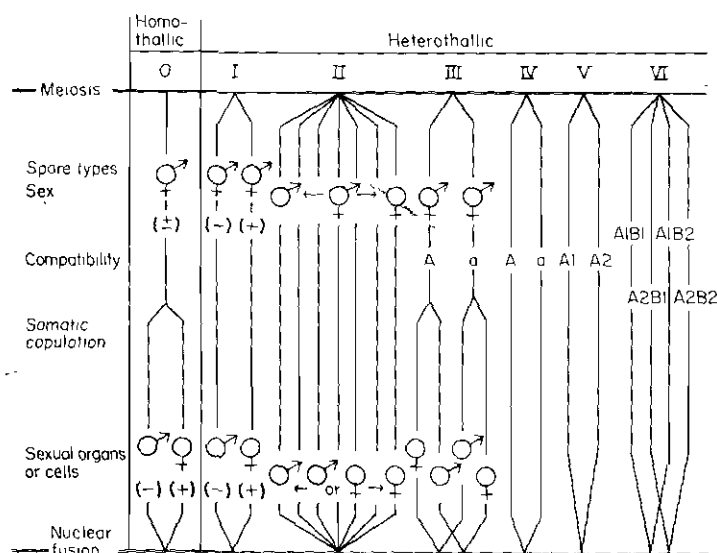 Homo-
thallic
Heterothallic
O I II III IV V VI
Meiosis
Spore types
Sex
(±) (-) (+)
Compatibility
A a A a A1 A2 A1B1 A1B2
A2B1 A2B2
Somatic
copulation
Sexual organs
or cells
(-) (+) (-) (+) ← or →
Nuclear
fusion